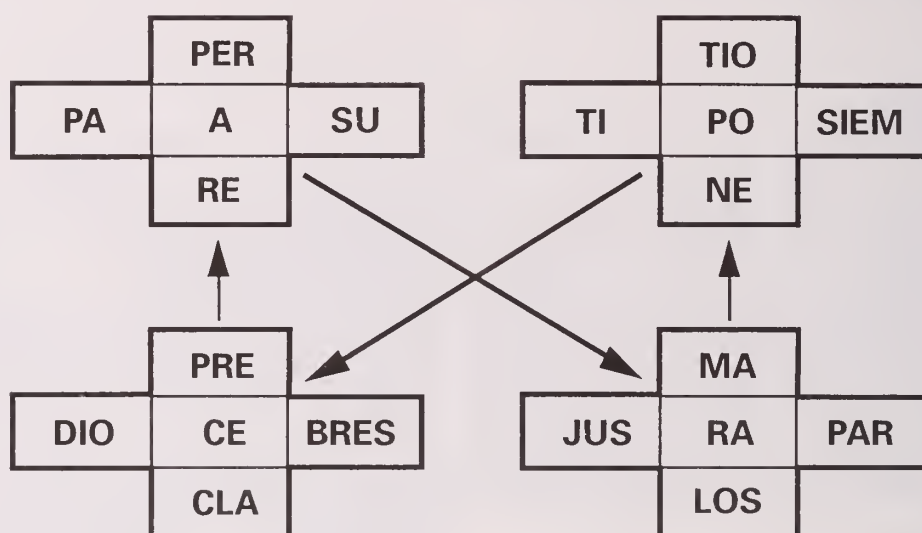 PER TIO
PA A SU TI PO SIEM
RE NE
PRE MA
DIO CE BRES JUS RA PAR
CLA LOS